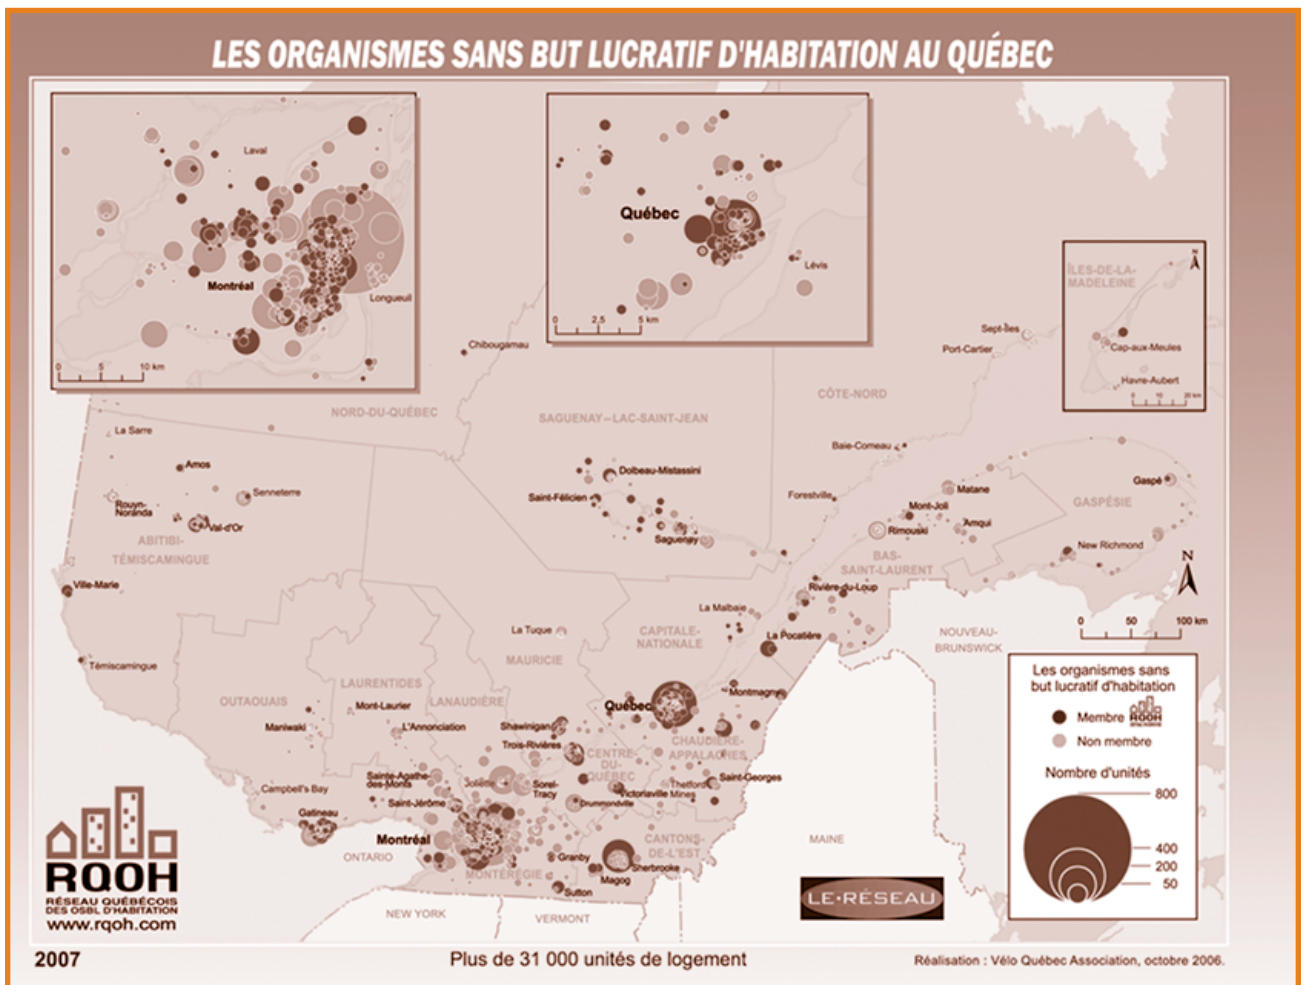 LES ORGANISMES SANS BUT LUCRATIF D'HABITATION AU QUÉBEC
Laval
Montréal
Longueuil
0 5 10 km
Québec
Lévis
0 2,5 5 km
N
ÎLES-DE-LA-
MADELEINE
Cap-aux-Meules
Havre-Aubert
0 10 20 km
Sept-Îles
Port-Cartier
Chibougamau
NORD-DU-QUÉBEC
SAGUENAY–LAC-SAINT-JEAN
CÔTE-NORD
La Sarre
Amos
Senneterre
Rouyn-
Noranda
Val-d'Or
ABITIBI-
TÉMISCAMINGUE
Ville-Marie
Témiscamingue
Dolbeau-Mistassini
Saint-Félicien
Saguenay
Baie-Comeau
Forestville
Matane
Mont-Joli
Amqui
Rimouski
Gaspé
GASPÉSIE
New Richmond
BAS-
SAINT-LAURENT
Rivière-du-Loup
La Malbaie
La Pocatière
CAPITALE-
NATIONALE
La Tuque
MAURICIE
OUTAOUAIS
LAURENTIDES
LANAUDIÈRE
Mont-Laurier
Maniwaki
L'Annonciation
Shawinigan
Trois-Rivières
Québec
Montmagny
CHAUDIÈRE-
APPALACHES
CENTRE-
DU-
QUÉBEC
Sainte-Agathe-
des-Monts
Joliette
Sorel-
Tracy
Victoriaville
Thetford
Mines
Saint-Georges
Campbell's Bay
Gatineau
Saint-Jérôme
Drummondville
Montréal
ONTARIO
MONTÉRÉGIE
Granby
CANTONS-
DE-L'EST
Sherbrooke
Magog
Sutton
NEW YORK
VERMONT
MAINE
NOUVEAU-
BRUNSWICK
N
0 50 100 km
Les organismes sans
but lucratif d'habitation
Membre RQOH
Non membre
Nombre d'unités
800
400
200
50
RQOH
RÉSEAU QUÉBÉCOIS
DES OSBL D'HABITATION
www.rqoh.com
LE•RÉSEAU
2007
Plus de 31 000 unités de logement
Réalisation : Vélo Québec Association, octobre 2006.